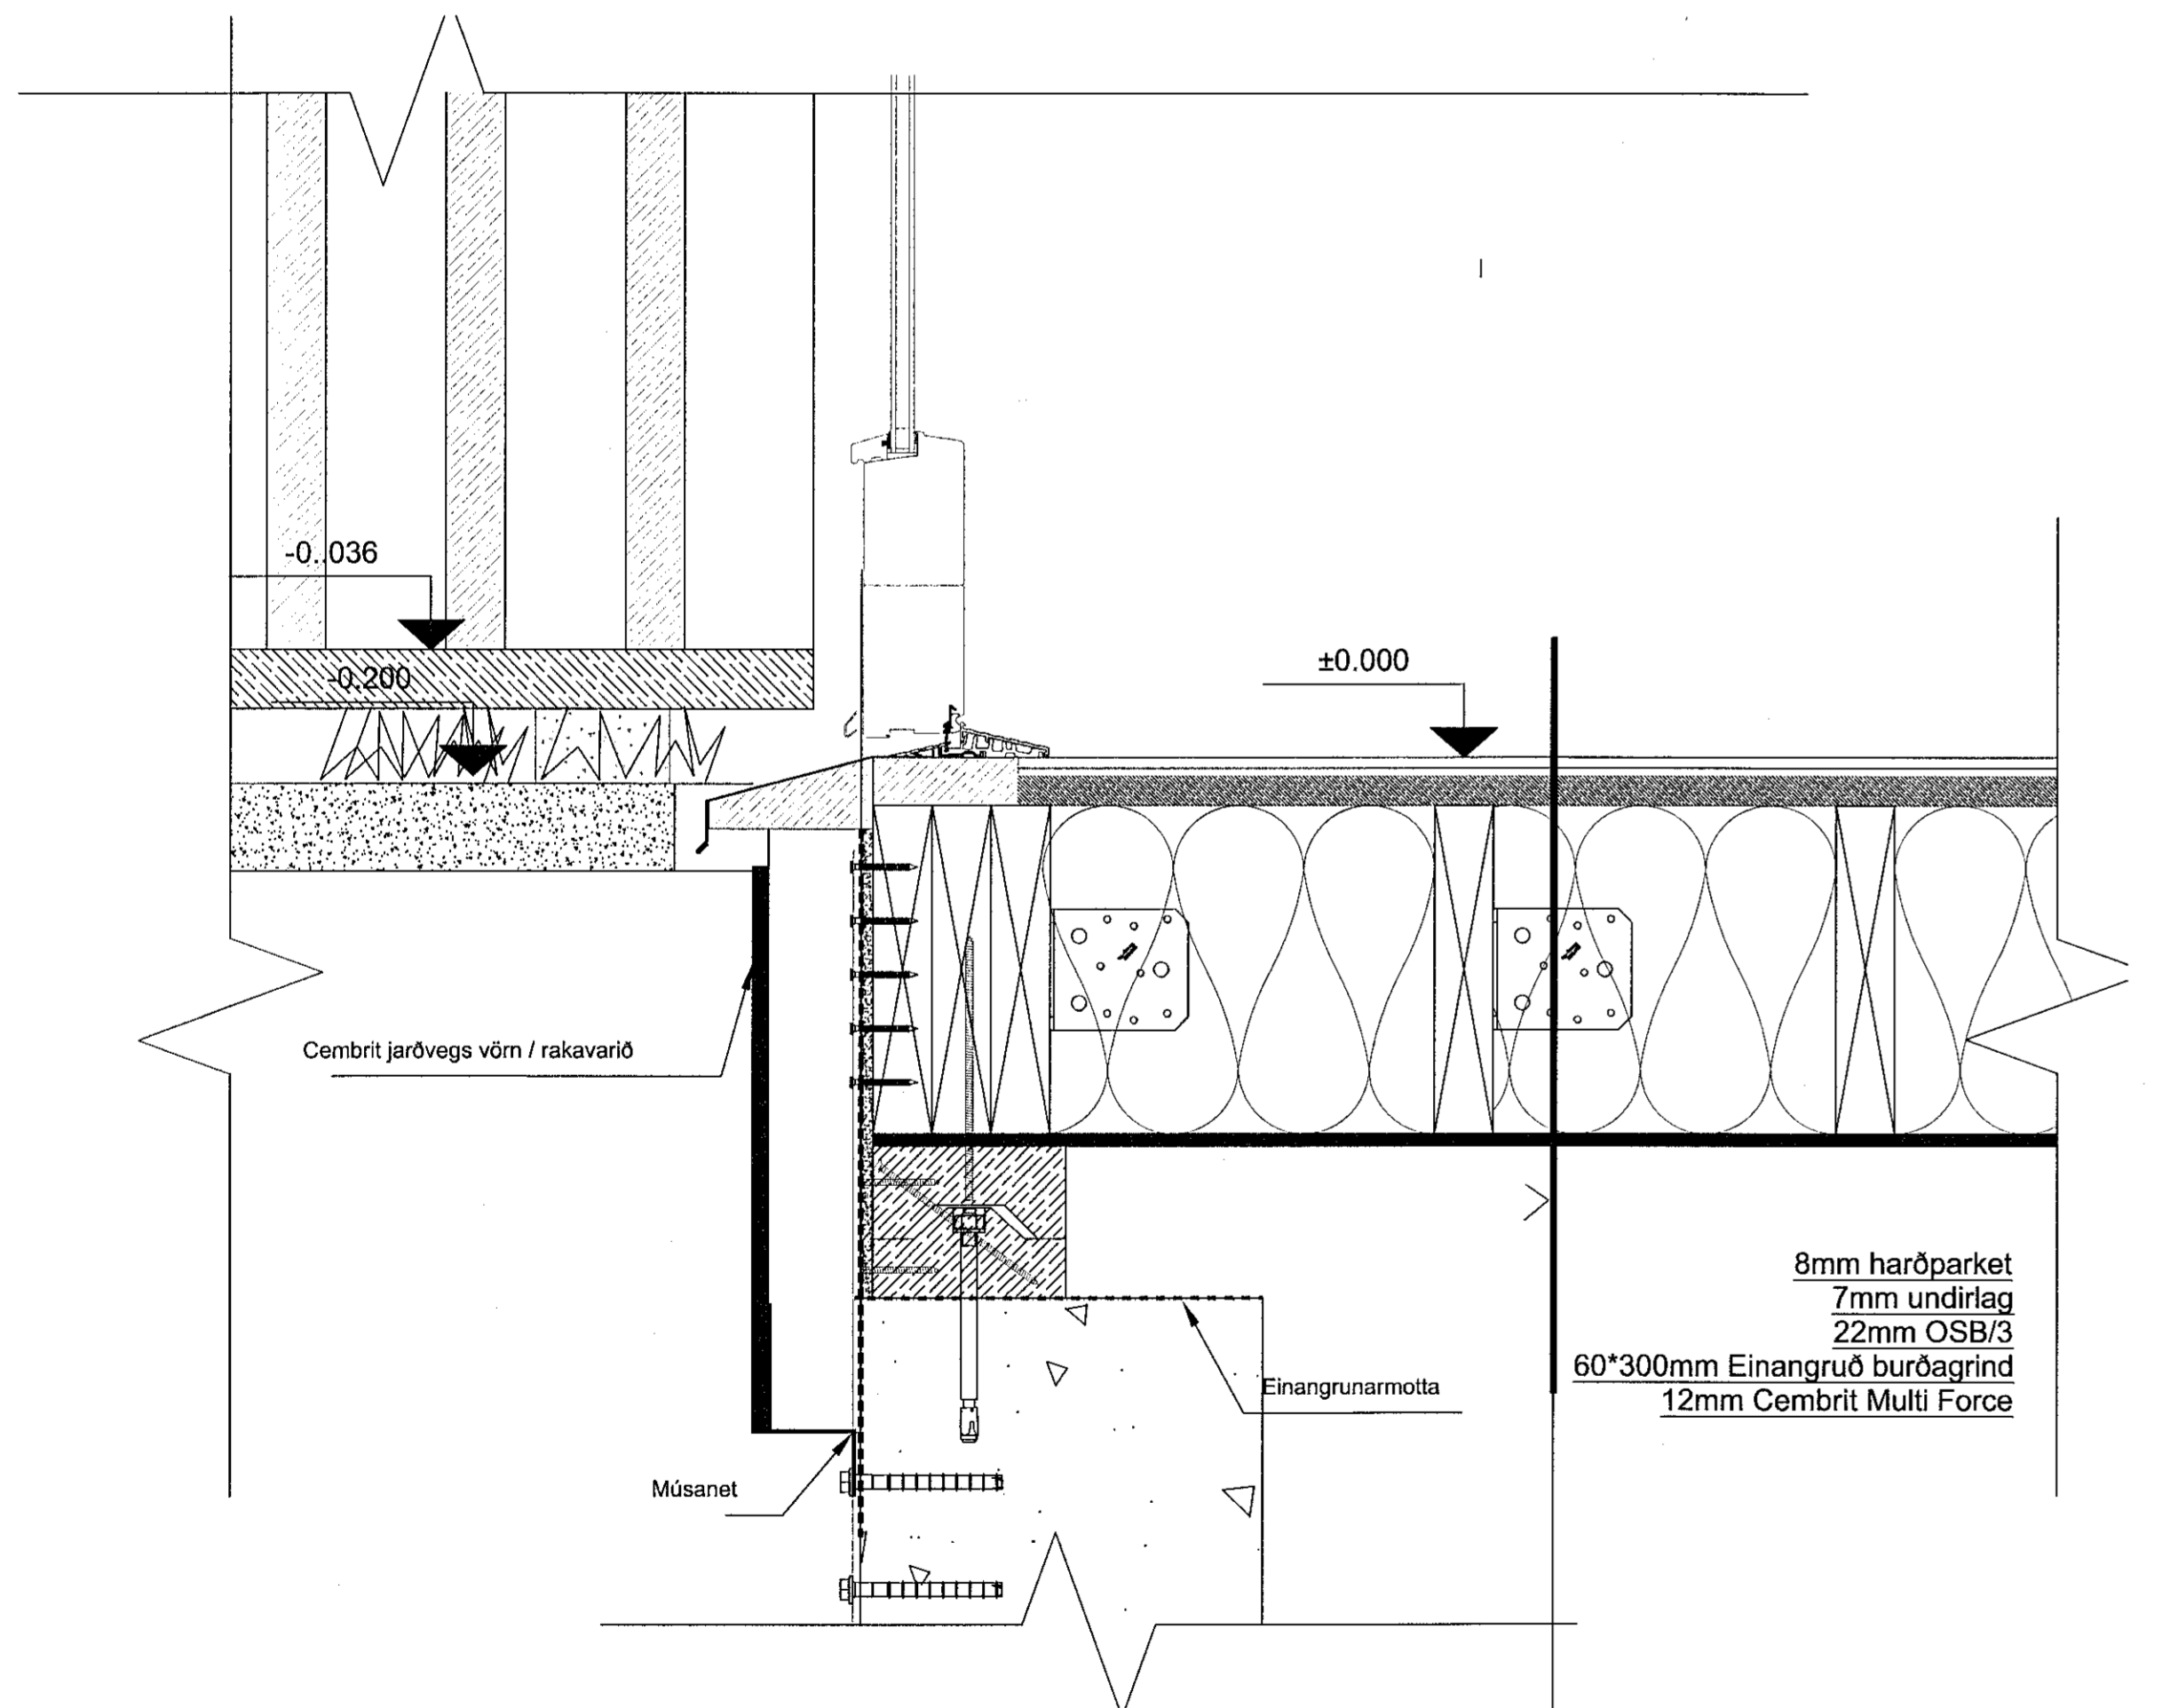 -0..036
±0.000
-0.200
Cembrit jarðvegs vörn / rakavarið
8mm harðparket
7mm undirlag
22mm OSB/3
60*300mm Einangruð burðagrind
12mm Cembrit Multi Force
Einangrunarmotta
Músanet